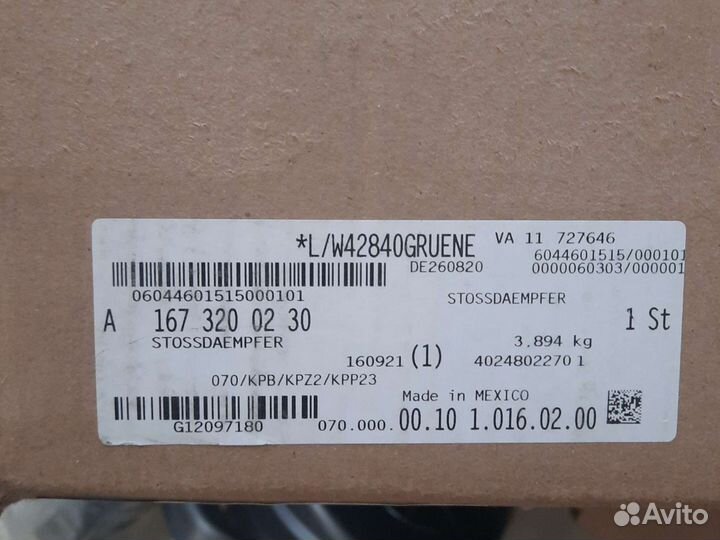 *L/W42840GRUENE VA 11 727646
6044601515/000101
DE260820 0000060303/000001
06044601515000101 STOSSDAEMPFER
A 167 320 02 30 1 St
STOSSDAEMPFER 3.894 kg
160921 (1) 40248022701
070/KPB/KPZ2/KPP23
Made in MEXICO
G12097180 070.000.00.10 1.016.02.00
Avito